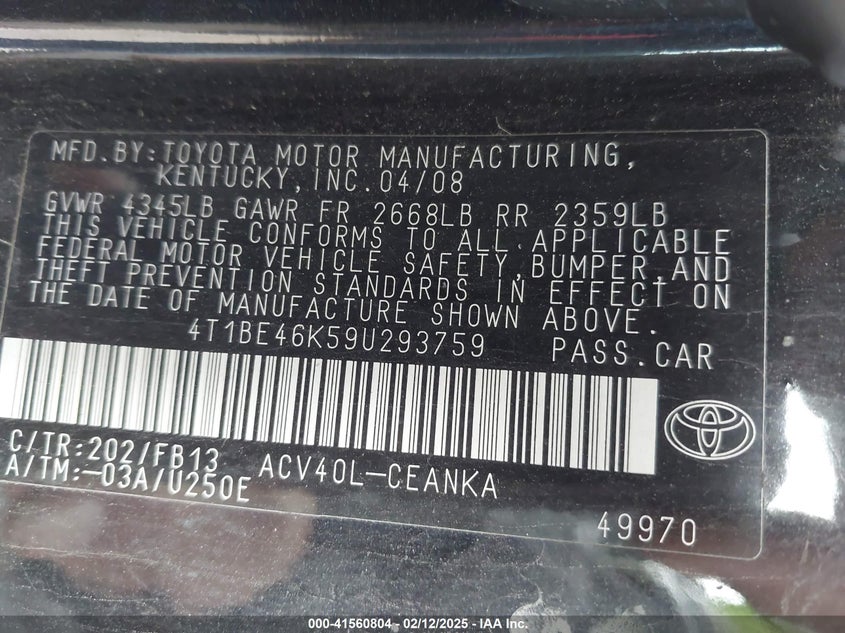 MFD.BY:TOYOTA MOTOR MANUFACTURING,
KENTUCKY,INC.04/08
GVWR 4345LB GAWR FR 2668LB RR 2359LB
THIS VEHICLE CONFORMS TO ALL APPLICABLE
FEDERAL MOTOR VEHICLE SAFETY,BUMPER,AND
THEFT PREVENTION STANDARDS IN EFFECT ON
THE DATE OF MANUFACTURE SHOWN ABOVE.
4T1BE46K59U293759 PASS.CAR
C/TR:202/FB13 ACV40L-CEANKA
A/TM:-03A/U250E
49970
000-41560804 - 02/12/2025 - IAA Inc.